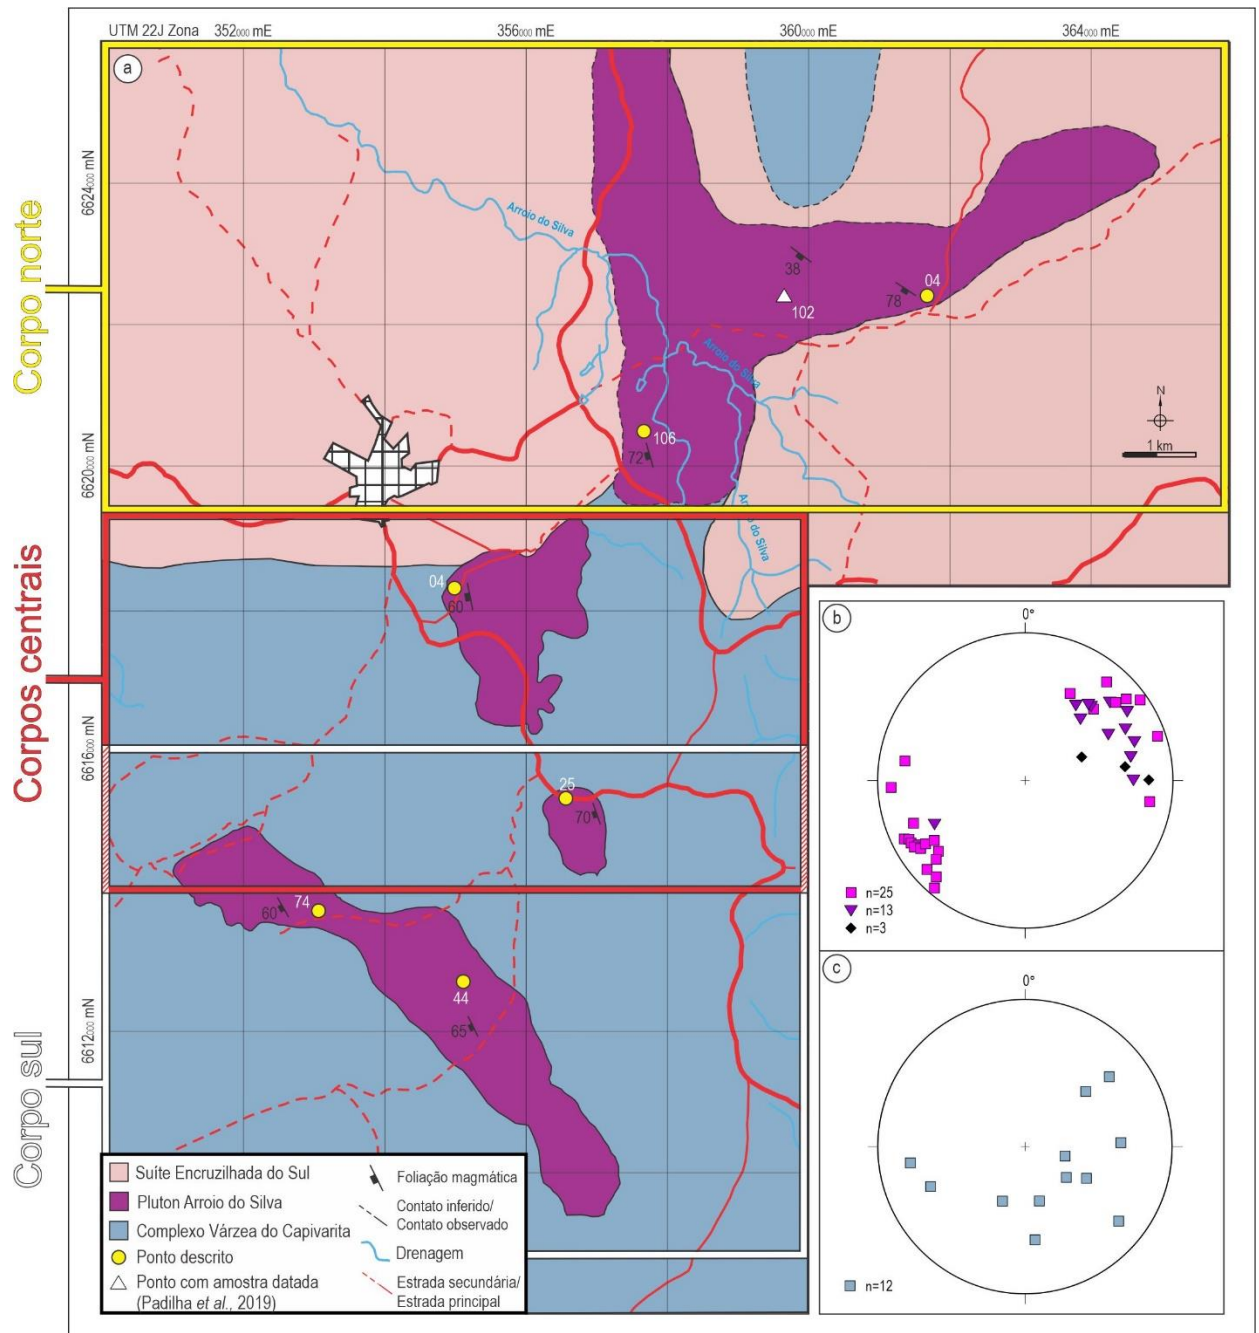 UTM 22J Zona
352000 mE
356000 mE
360000 mE
364000 mE
a
6624000 mN
6620000 mN
6616000 mN
6612000 mN
Corpo norte
Corpos centrais
Corpo sul
Arroio do Silva
38
102
04
78
Arroio do Silva
106
72
Arroio do Silva
N
1 km
04
60
25
70
74
60
44
65
Suíte Encruzilhada do Sul
Pluton Arroio do Silva
Complexo Várzea do Capivarita
Ponto descrito
Ponto com amostra datada
(Padilha et al., 2019)
Foliação magmática
Contato inferido/
Contato observado
Drenagem
Estrada secundária/
Estrada principal
b
0°
n=25
n=13
n=3
c
0°
n=12